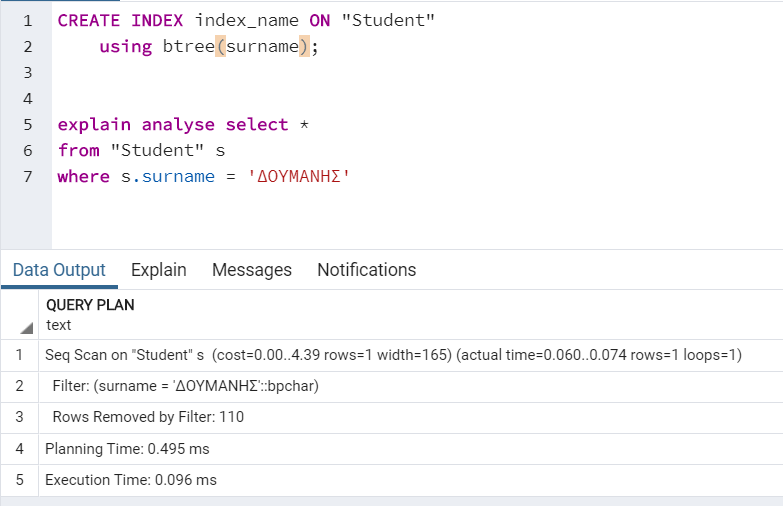 1 CREATE INDEX index_name ON "Student"
2 using btree(surname);
3
4
5 explain analyse select *
6 from "Student" s
7 where s.surname = 'ΔΟΥΜΑΝΗΣ'
Data Output Explain Messages Notifications
QUERY PLAN
text
1 Seq Scan on "Student" s (cost=0.00..4.39 rows=1 width=165) (actual time=0.060..0.074 rows=1 loops=1)
2 Filter: (surname = 'ΔΟΥΜΑΝΗΣ'::bpchar)
3 Rows Removed by Filter: 110
4 Planning Time: 0.495 ms
5 Execution Time: 0.096 ms